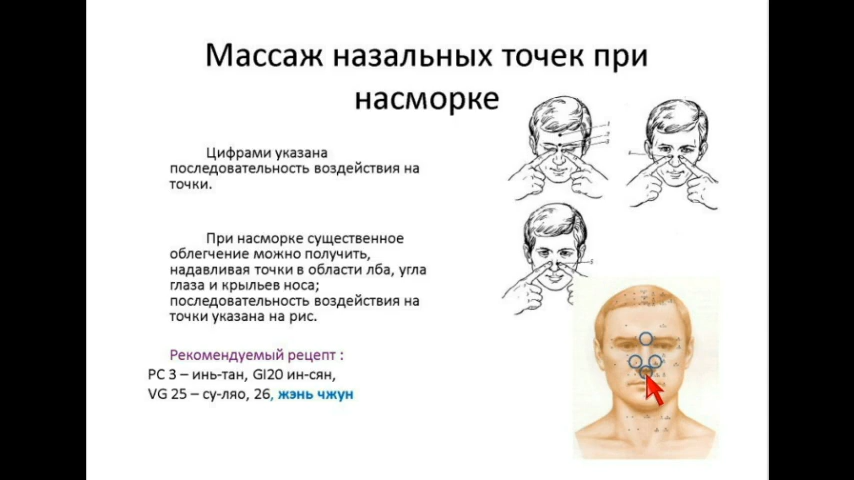 Массаж назальных точек при
насморке
Цифрами указана
последовательность воздействия на
точки.
При насморке существенное
облегчение можно получить,
надавливая точки в области лба, угла
глаза и крыльев носа;
последовательность воздействия на
точки указана на рис.
Рекомендуемый рецепт :
PC 3 – инь-тан, GI20 ин-сян,
VG 25 – су-ляо, 26, жэнь чжун